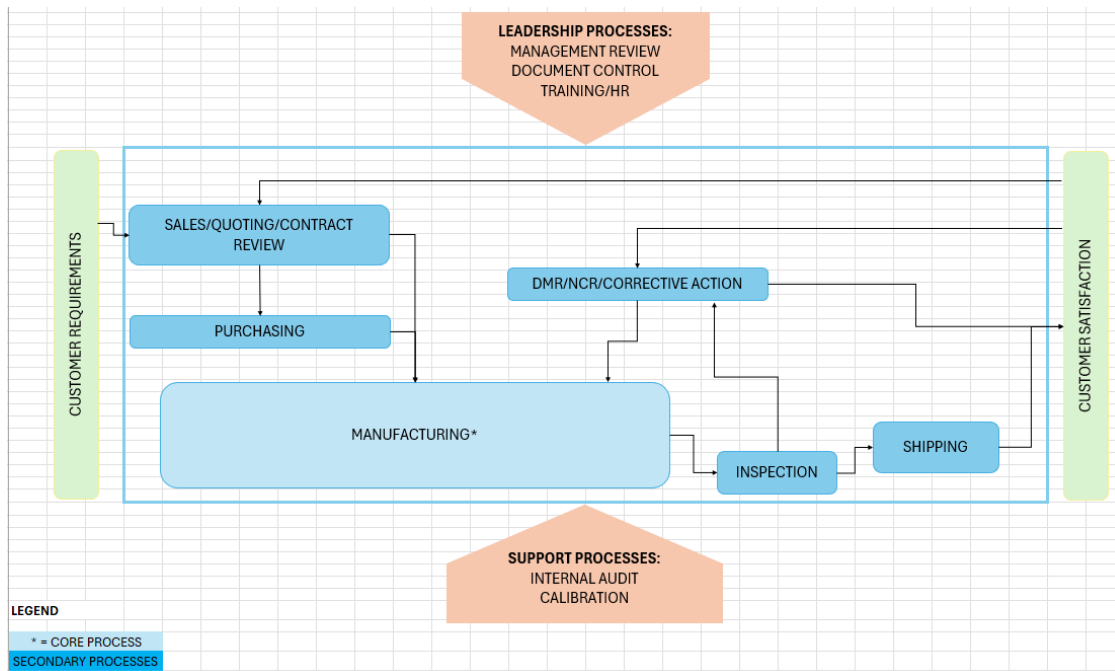 LEADERSHIP PROCESSES:
MANAGEMENT REVIEW
DOCUMENT CONTROL
TRAINING/HR
CUSTOMER REQUIREMENTS
SALES/QUOTING/CONTRACT
REVIEW
PURCHASING
DMR/NCR/CORRECTIVE ACTION
MANUFACTURING*
INSPECTION
SHIPPING
CUSTOMER SATISFACTION
SUPPORT PROCESSES:
INTERNAL AUDIT
CALIBRATION
LEGEND
* = CORE PROCESS
SECONDARY PROCESSES